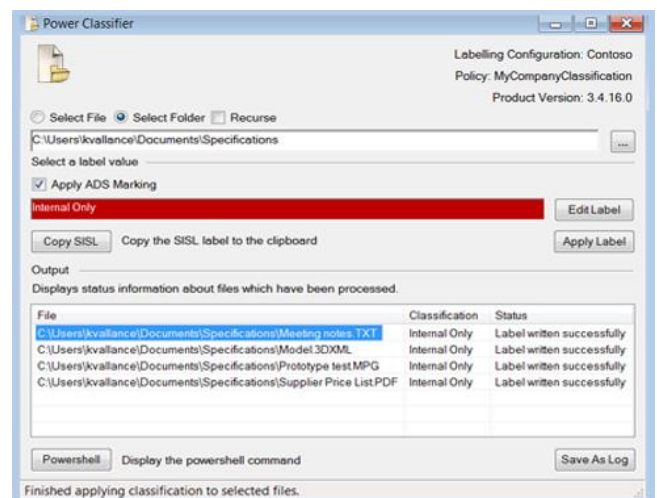 Power Classifier
Labelling Configuration: Contoso
Policy: MyCompanyClassification
Product Version: 3.4.16.0
Select File Select Folder Recurse
C:\Users\kvallance\Documents\Specifications ...
Select a label value
Apply ADS Marking
Internal Only Edit Label
Copy SISL Copy the SISL label to the clipboard Apply Label
Output
Displays status information about files which have been processed.
File Classification Status
C:\Users\kvallance\Documents\Specifications\Meeting notes.TXT Internal Only Label written successfully
C:\Users\kvallance\Documents\Specifications\Model.3DXML Internal Only Label written successfully
C:\Users\kvallance\Documents\Specifications\Prototype test.MPG Internal Only Label written successfully
C:\Users\kvallance\Documents\Specifications\Supplier Price List.PDF Internal Only Label written successfully
Powershell Display the powershell command Save As Log
Finished applying classification to selected files.